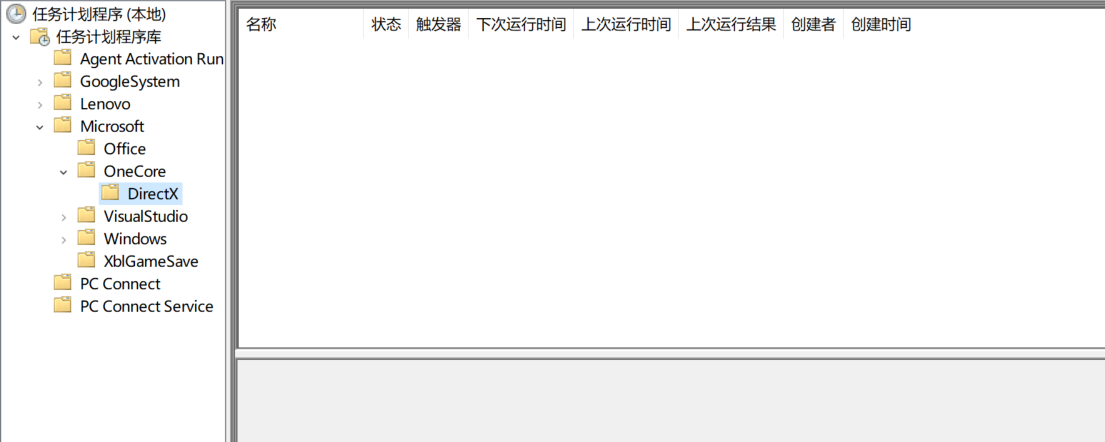 任务计划程序 (本地)
任务计划程序库
Agent Activation Run
GoogleSystem
Lenovo
Microsoft
Office
OneCore
DirectX
VisualStudio
Windows
XblGameSave
PC Connect
PC Connect Service
名称 状态 触发器 下次运行时间 上次运行时间 上次运行结果 创建者 创建时间